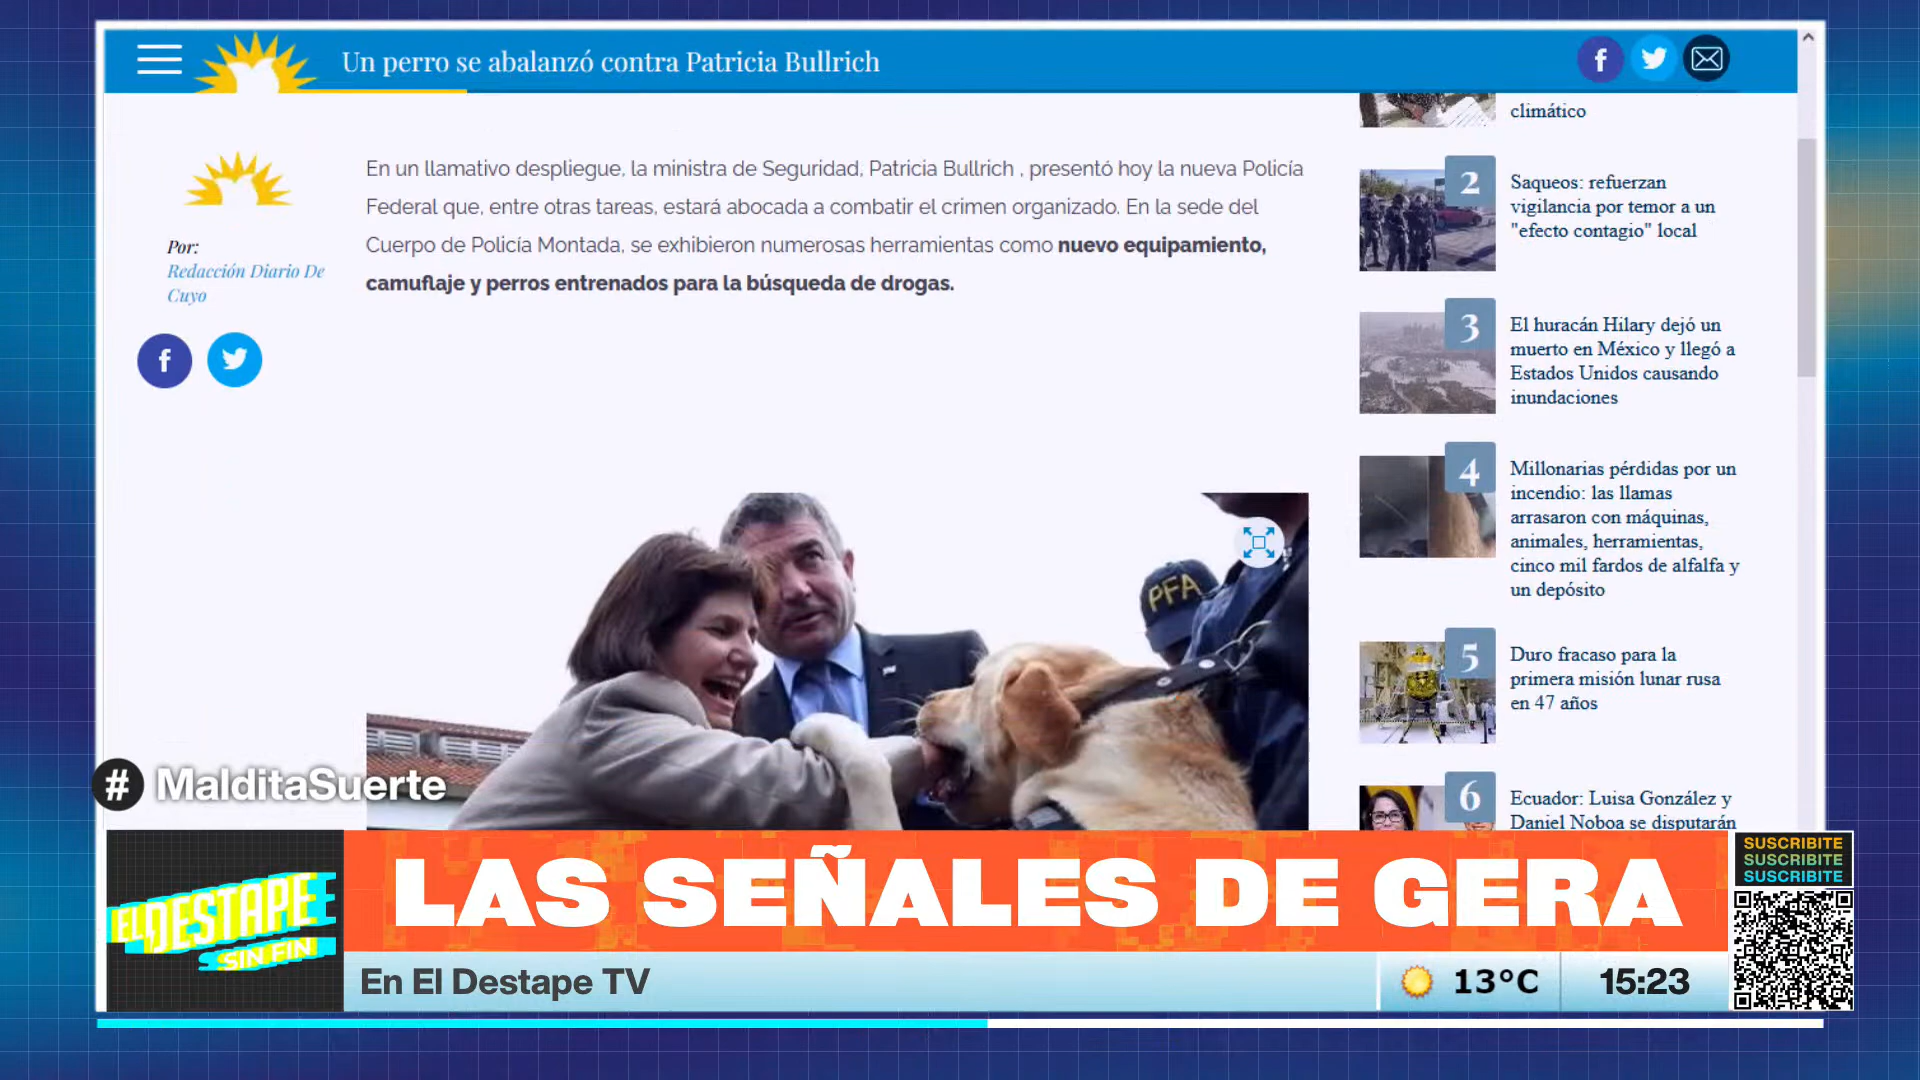 Un perro se abalanzó contra Patricia Bullrich
En un llamativo despliegue, la ministra de Seguridad, Patricia Bullrich , presentó hoy la nueva Policía
Federal que, entre otras tareas, estará abocada a combatir el crimen organizado. En la sede del
Cuerpo de Policía Montada, se exhibieron numerosas herramientas como nuevo equipamiento,
camuflaje y perros entrenados para la búsqueda de drogas.
Por:
Redacción Diario De
Cuyo
climático
2
Saqueos: refuerzan
vigilancia por temor a un
"efecto contagio" local
3
El huracán Hilary dejó un
muerto en México y llegó a
Estados Unidos causando
inundaciones
4
Millonarias pérdidas por un
incendio: las llamas
arrasaron con máquinas,
animales, herramientas,
cinco mil fardos de alfalfa y
un depósito
5
Duro fracaso para la
primera misión lunar rusa
en 47 años
6
Ecuador: Luisa González y
Daniel Noboa se disputarán
PFA
# MalditaSuerte
EL DESTAPE
SIN FIN
LAS SEÑALES DE GERA
En El Destape TV
13°C
15:23
SUSCRIBITE
SUSCRIBITE
SUSCRIBITE